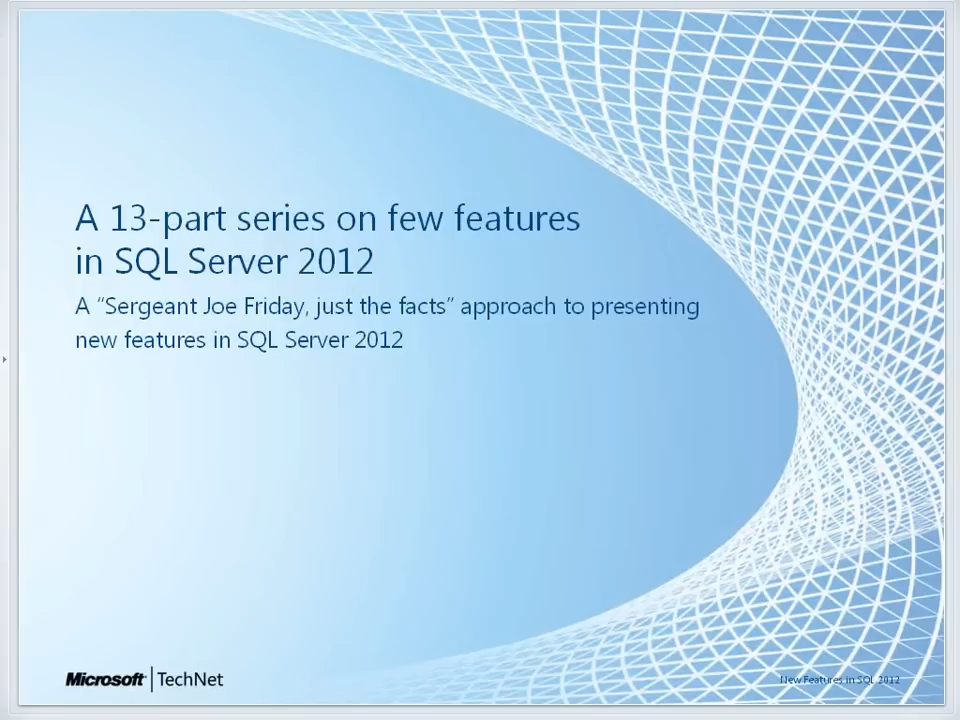 A 13-part series on few features
in SQL Server 2012
A “Sergeant Joe Friday, just the facts” approach to presenting
new features in SQL Server 2012
Microsoft | TechNet
New Features in SQL 2012